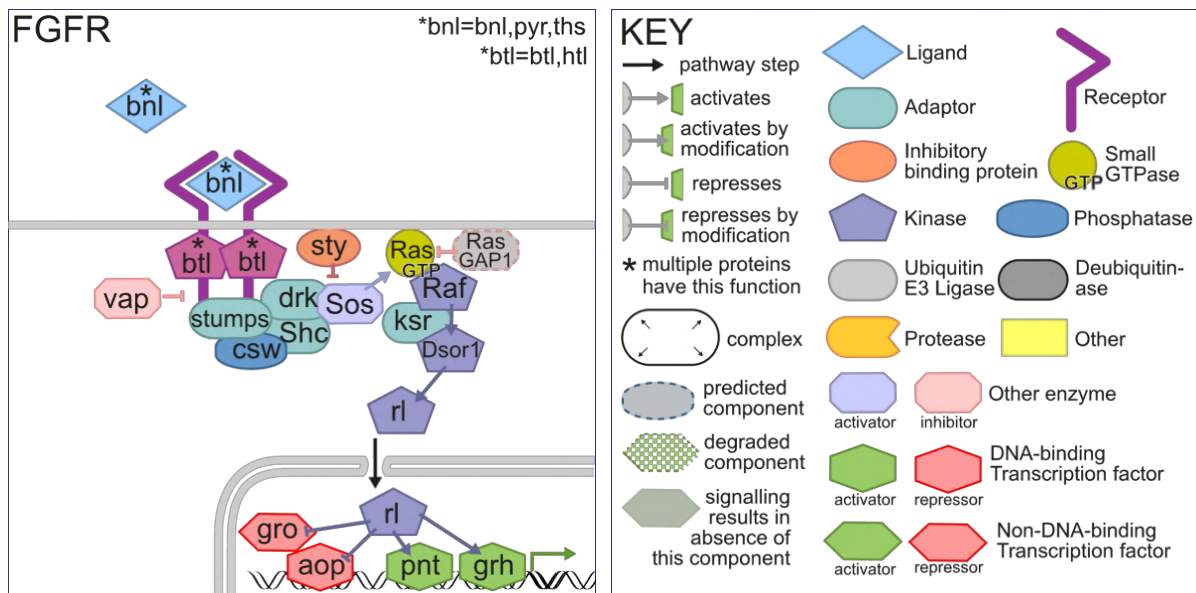 FGFR
*bnl=bnl,pyr,ths
*btl=btl,htl
*
bnl
*
bnl
*
btl
*
btl
sty
Ras
GTP
Ras
GAP1
vap
stumps
drk
Shc
csw
Sos
Raf
ksr
Dsor1
rl
rl
gro
aop
pnt
grh
KEY
pathway step
activates
activates by
modification
represses
represses by
modification
* multiple proteins
have this function
complex
predicted
component
degraded
component
signalling
results in
absence of
this component
Ligand
Receptor
Adaptor
Inhibitory
binding protein
GTP
Small
GTPase
Kinase
Phosphatase
Ubiquitin
E3 Ligase
Deubiquitin-
ase
Protease
Other
Other enzyme
activator
inhibitor
DNA-binding
Transcription factor
activator
repressor
Non-DNA-binding
Transcription factor
activator
repressor